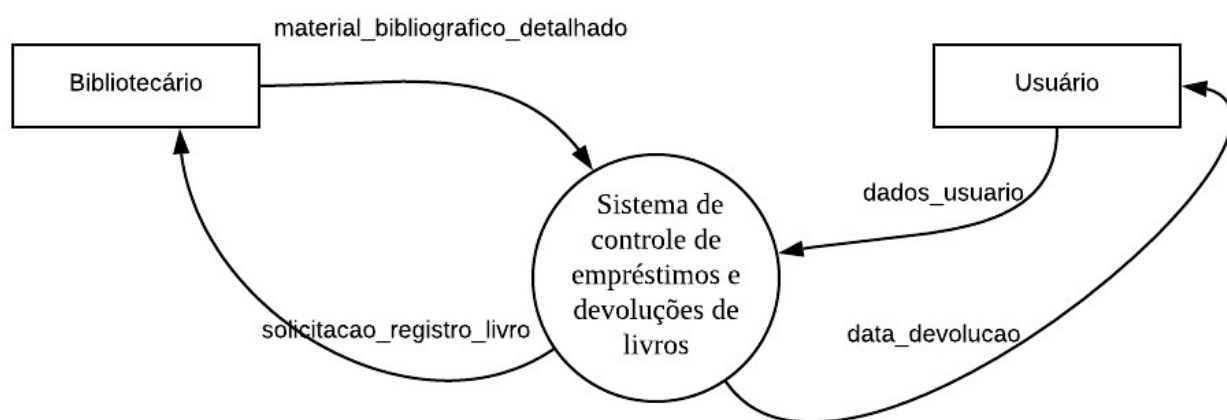 material_bibliografico_detalhado
Bibliotecário
Usuário
dados_usuario
Sistema de
controle de
empréstimos e
devoluções de
livros
solicitacao_registro_livro
data_devolucao